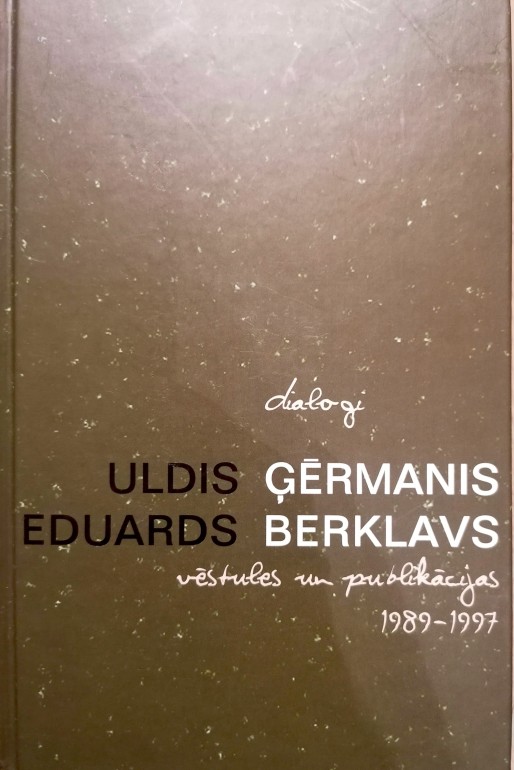 dialogi
ULDIS ĢĒRMANIS
EDUARDS BERKLAVS
vēstules un publikācijas
1989-1997